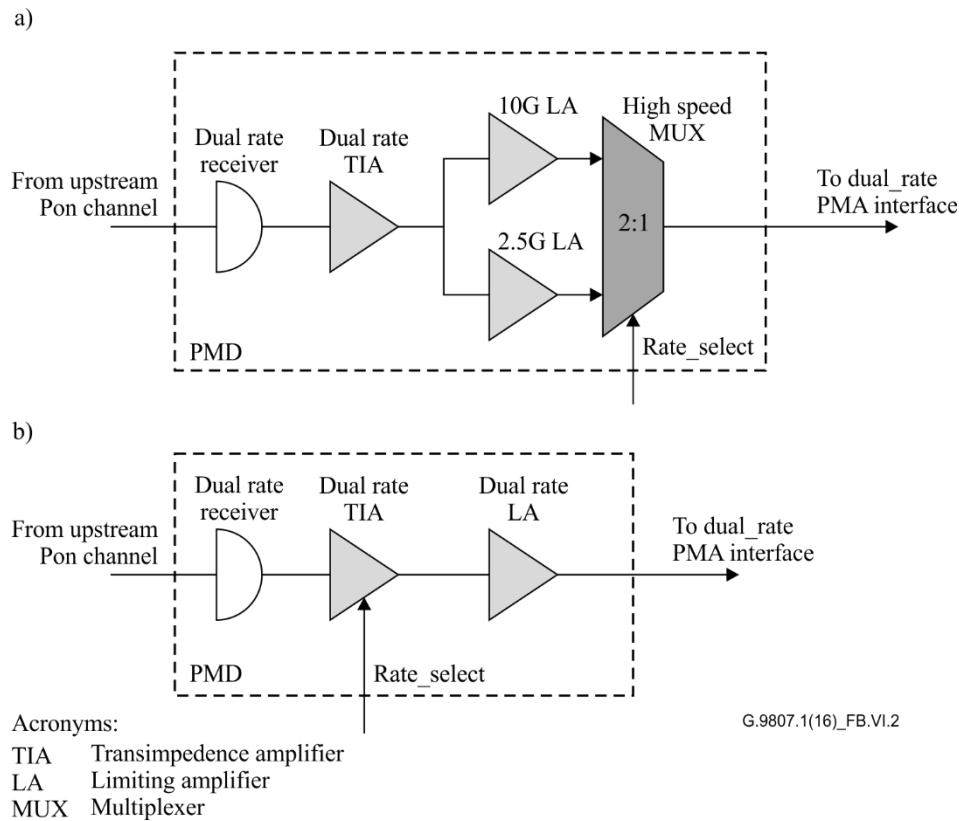 a)
10G LA
High speed
MUX
Dual rate
receiver
Dual rate
TIA
From upstream
Pon channel
To dual_rate
PMA interface
2:1
2.5G LA
PMD
Rate_select
b)
Dual rate
receiver
Dual rate
TIA
Dual rate
LA
From upstream
Pon channel
To dual_rate
PMA interface
PMD
Rate_select
Acronyms:
G.9807.1(16)_FB.VI.2
TIA Transimpedence amplifier
LA Limiting amplifier
MUX Multiplexer